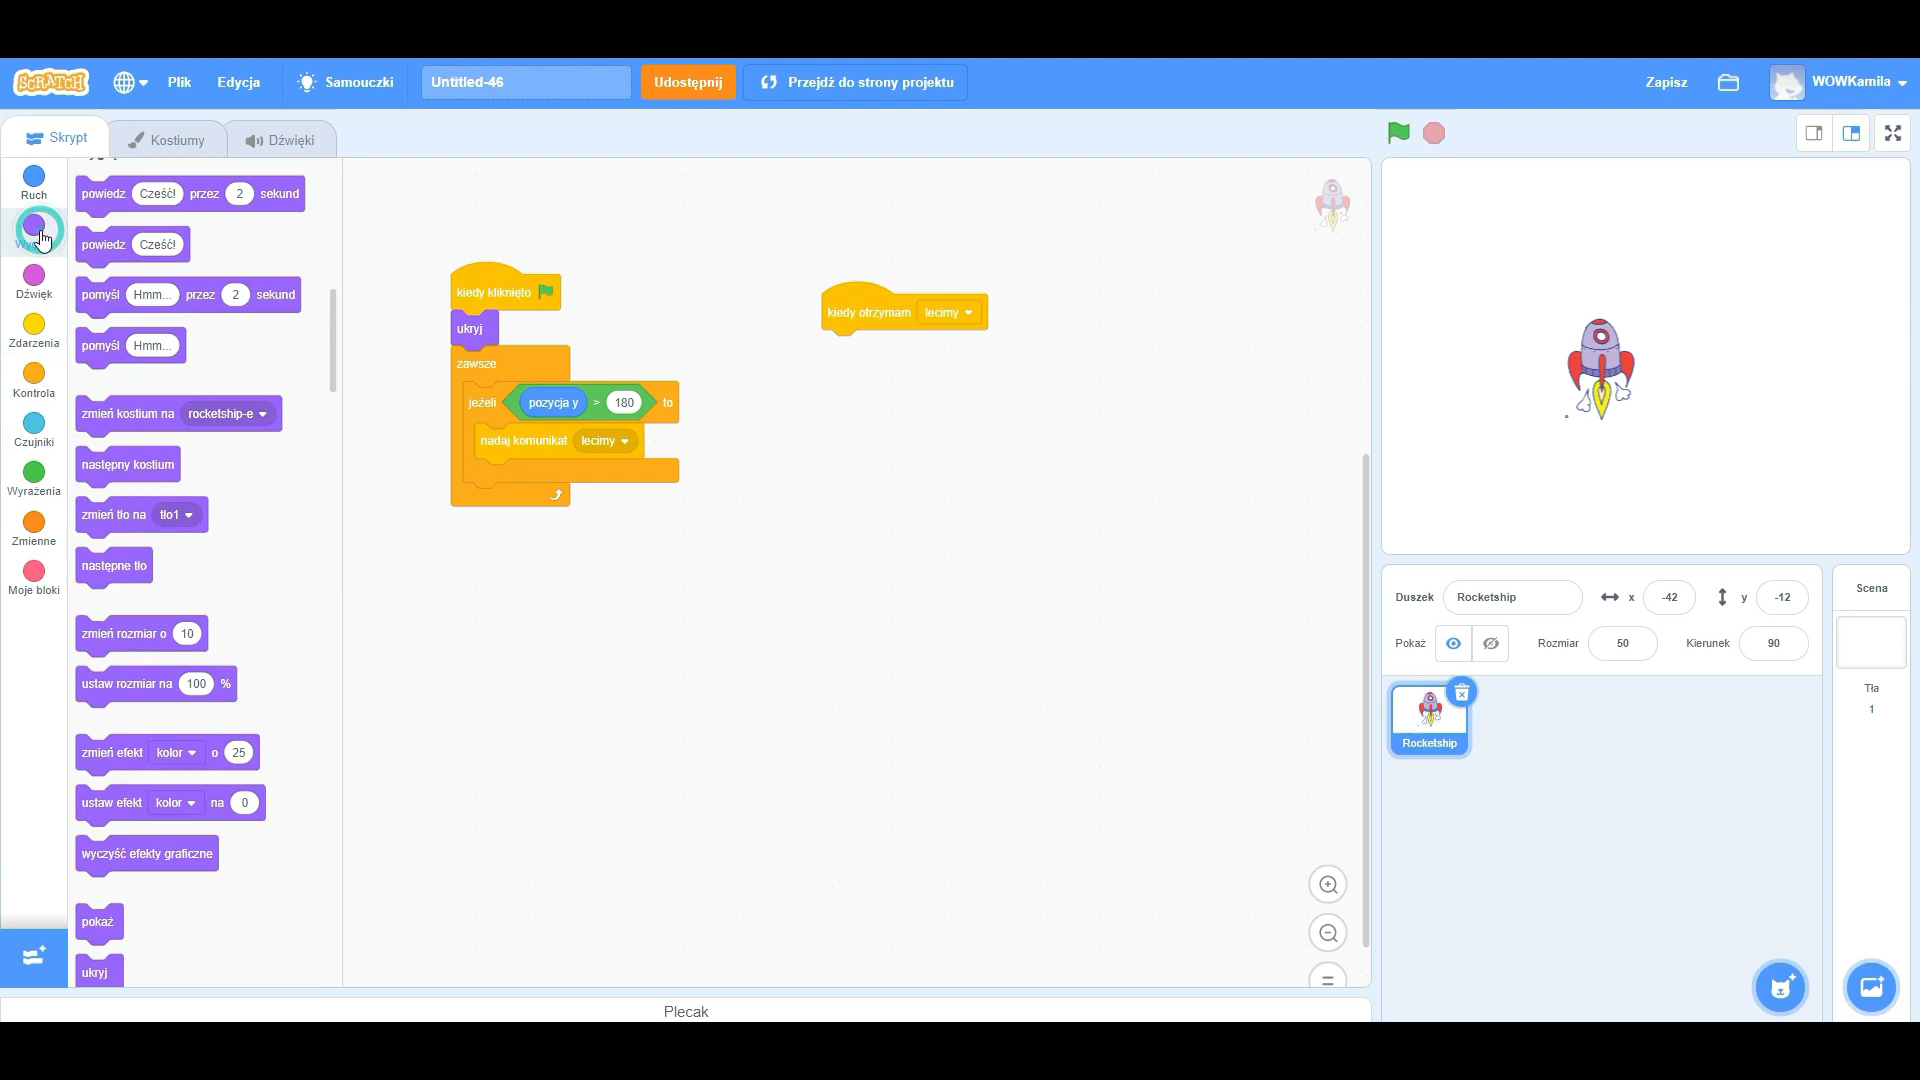 SCRATCH
Plik
Edycja
Samouczki
Untitled-46
Udostępnij
Przejdź do strony projektu
Zapisz
WOWKamila
Skrypt
Kostiumy
Dźwięki
Ruch
Dźwięk
Zdarzenia
Kontrola
Czujniki
Wyrażenia
Zmienne
Moje bloki
powiedz Cześć! przez 2 sekund
powiedz Cześć!
pomyśl Hmm... przez 2 sekund
pomyśl Hmm...
zmień kostium na rocketship-e
następny kostium
zmień tło na tło1
następne tło
zmień rozmiar o 10
ustaw rozmiar na 100 %
zmień efekt kolor o 25
ustaw efekt kolor na 0
wyczyść efekty graficzne
pokaż
ukryj
kiedy kliknięto
ukryj
zawsze
jeżeli pozycja y > 180 to
nadaj komunikat lecimy
kiedy otrzymam lecimy
Duszek Rocketship x -42 y -12
Pokaż Rozmiar 50 Kierunek 90
Rocketship
Scena
Tła
1
Plecak